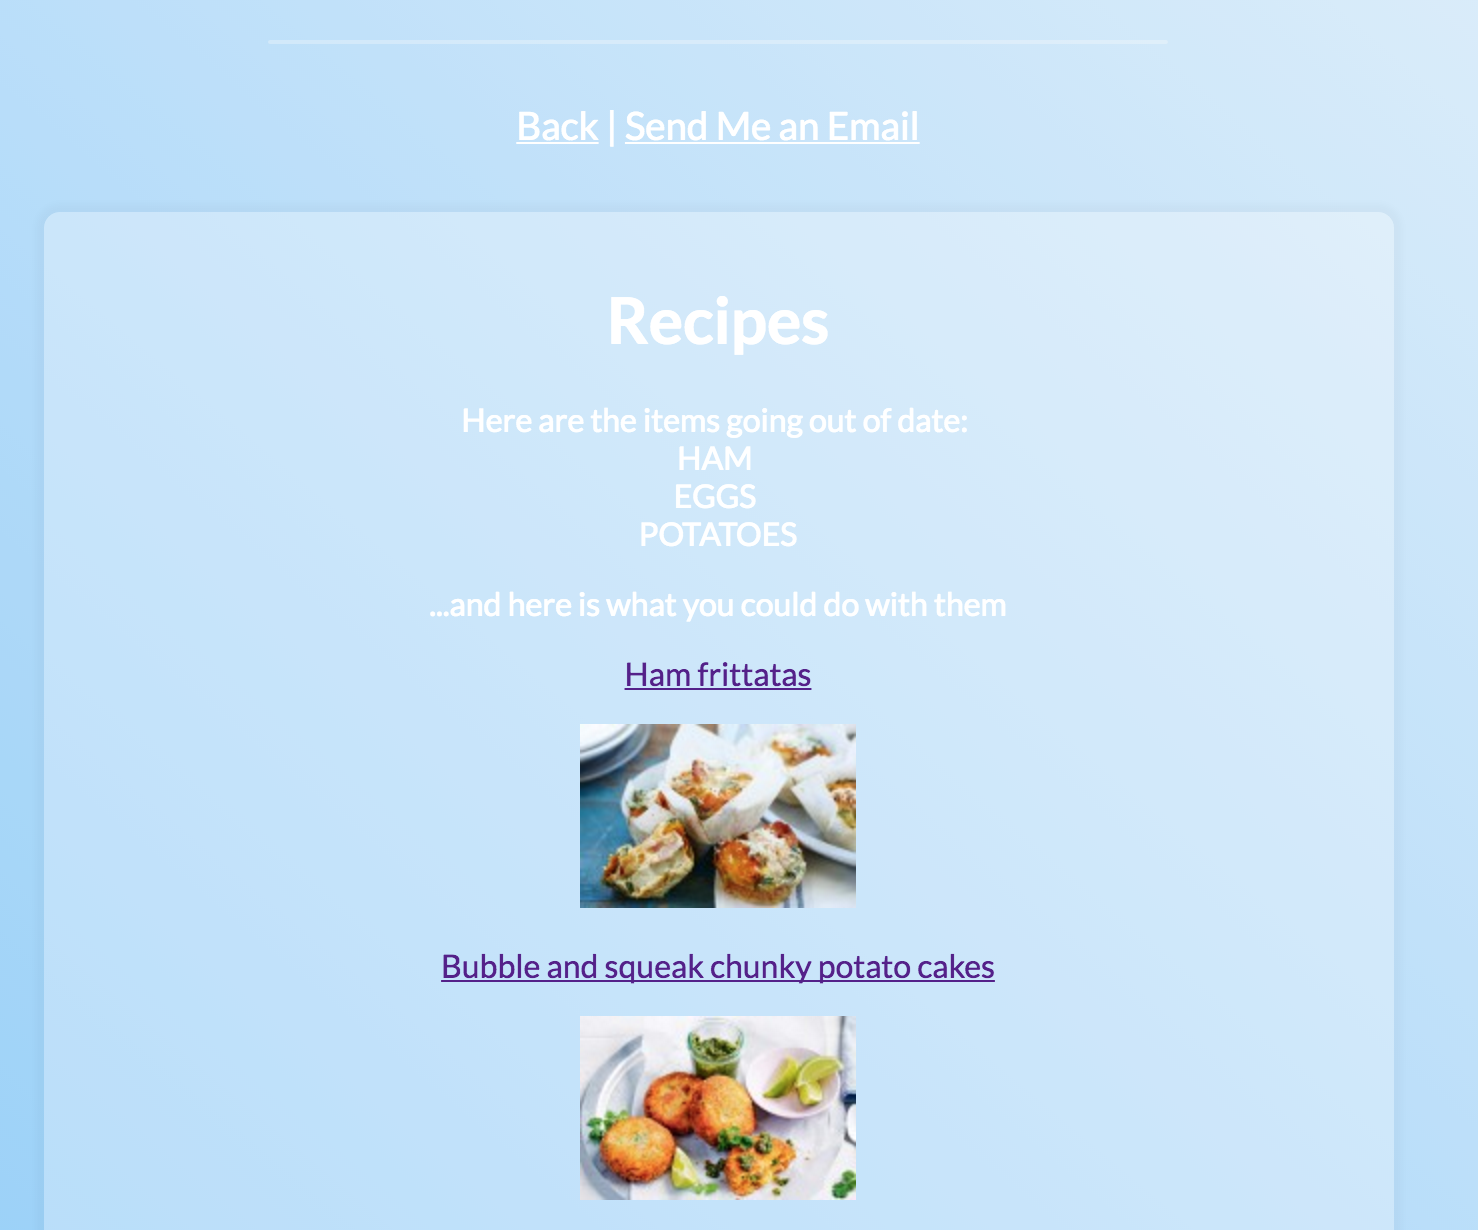 Back | Send Me an Email
Recipes
Here are the items going out of date:
HAM
EGGS
POTATOES
...and here is what you could do with them
Ham frittatas
Bubble and squeak chunky potato cakes